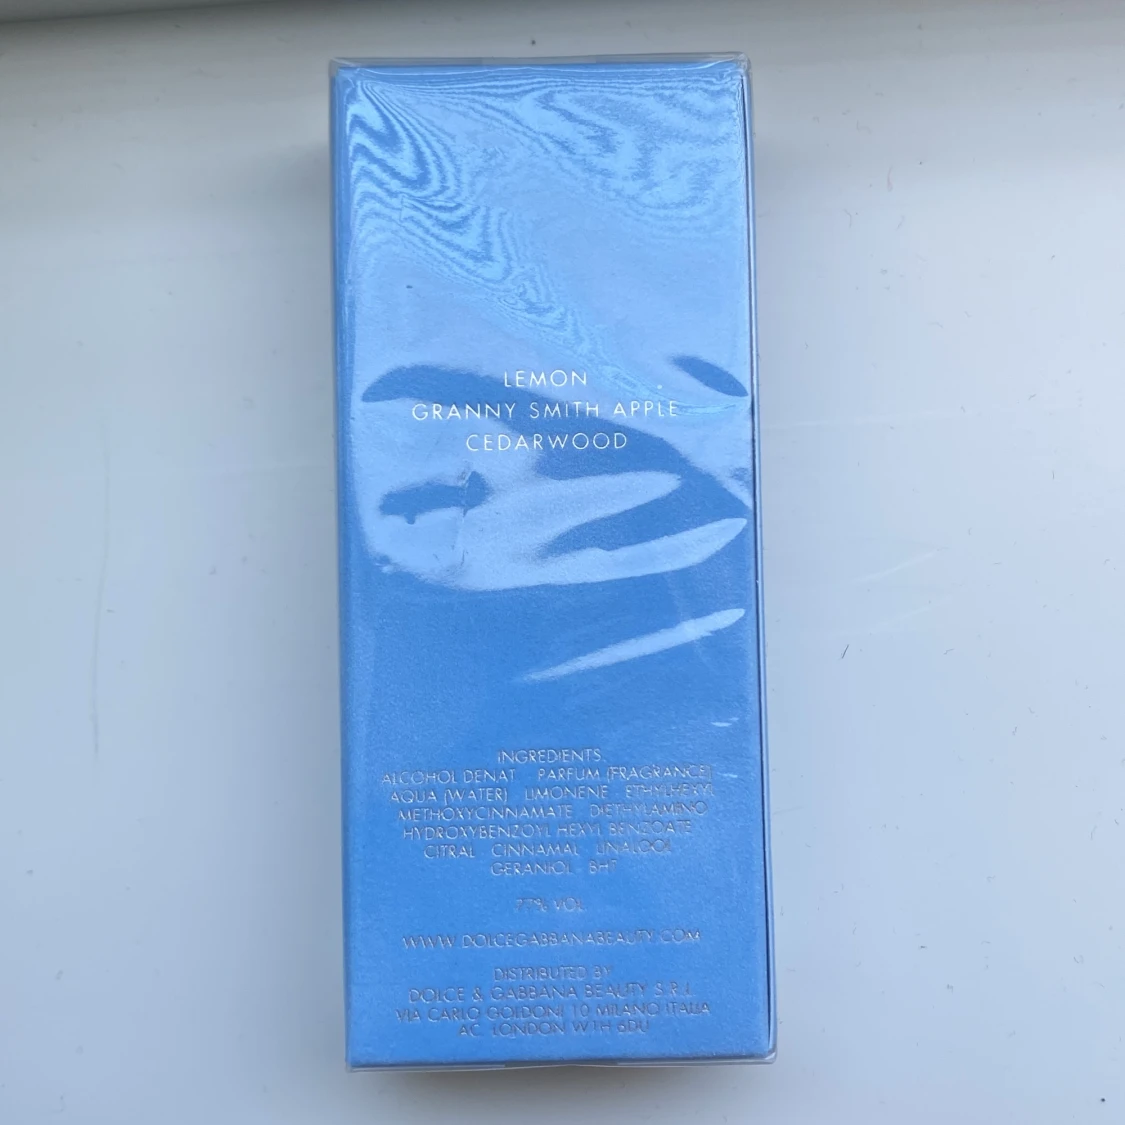 LEMON
GRANNY SMITH APPLE
CEDARWOOD
INGREDIENTS:
ALCOHOL DENAT · PARFUM (FRAGRANCE)
AQUA (WATER) · LIMONENE · ETHYLHEXYL
METHOXYCINNAMATE · DIETHYLAMINO
HYDROXYBENZOYL HEXYL BENZOATE
CITRAL · CINNAMAL · LINALOOL
GERANIOL · BHT
77% VOL
WWW.DOLCEGABBANABEAUTY.COM
DISTRIBUTED BY
DOLCE & GABBANA BEAUTY S.R.L.
VIA CARLO GOLDONI 10 MILANO ITALIA
AC. LONDON W1H 6DU